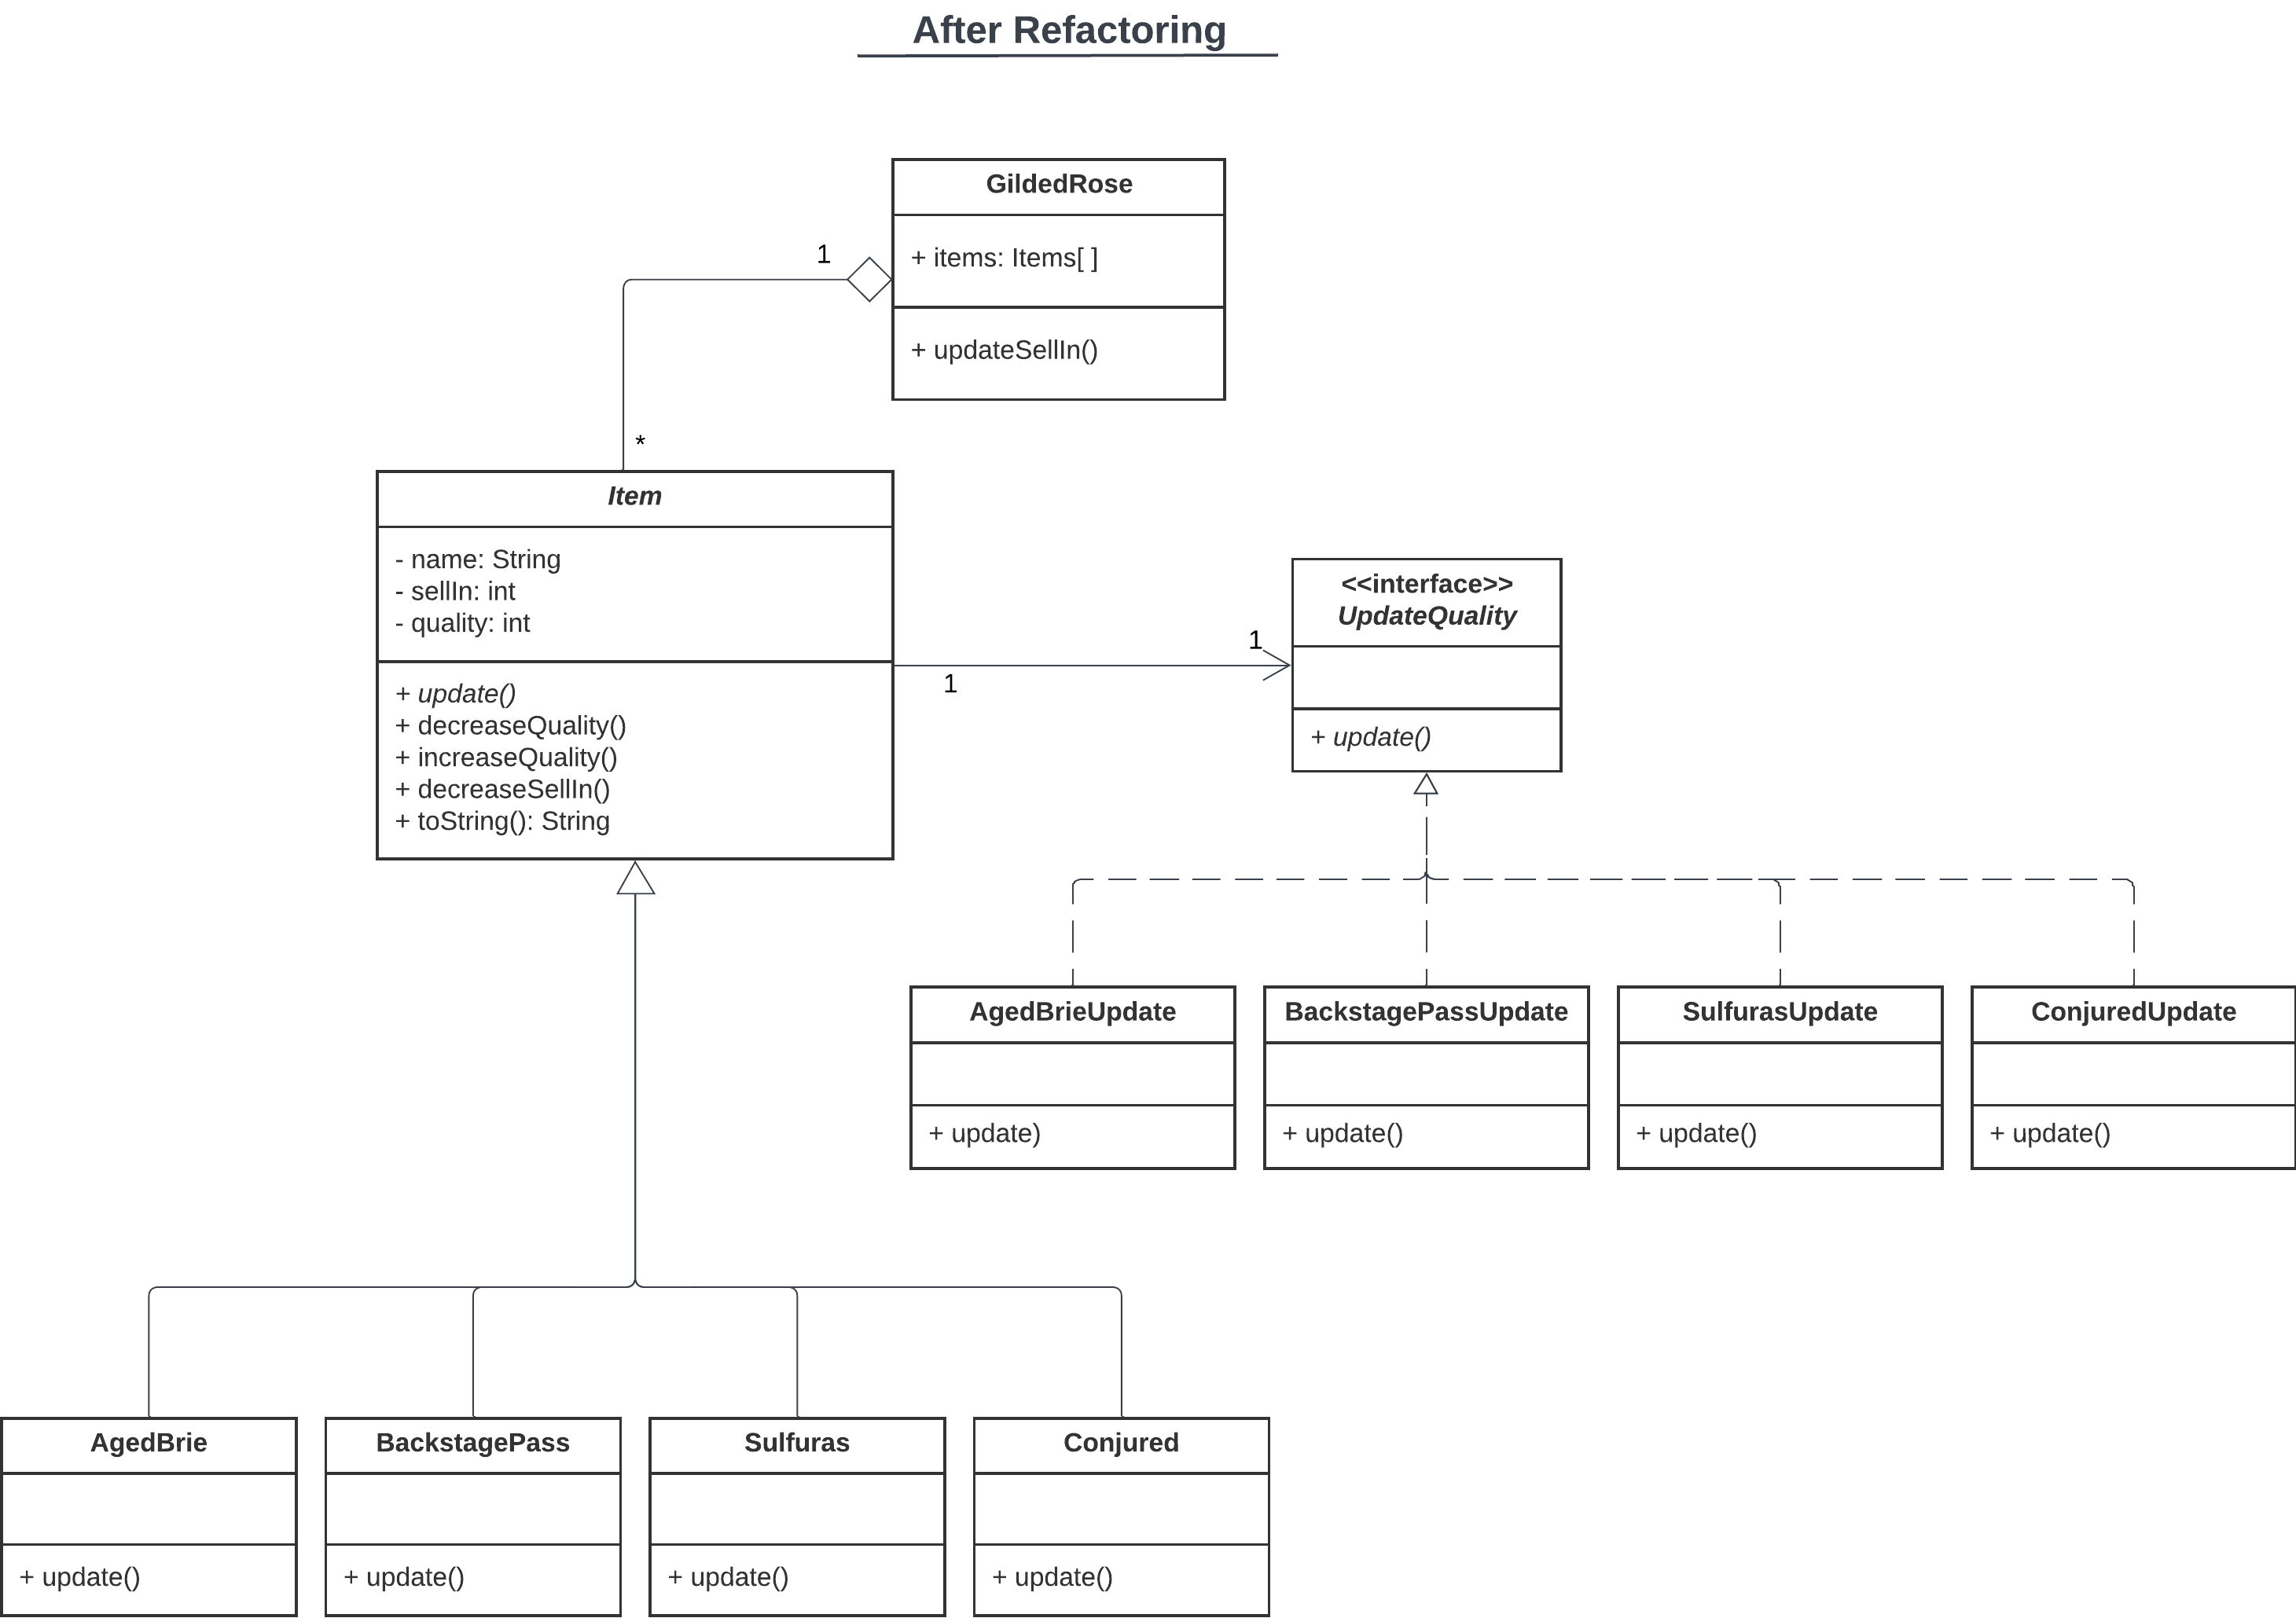 After Refactoring
GildedRose
+ items: Items[ ]
+ updateSellIn()
1
*
Item
- name: String
- sellIn: int
- quality: int
+ update()
+ decreaseQuality()
+ increaseQuality()
+ decreaseSellIn()
+ toString(): String
1
1
<<interface>>
UpdateQuality
+ update()
AgedBrieUpdate
+ update)
BackstagePassUpdate
+ update()
SulfurasUpdate
+ update()
ConjuredUpdate
+ update()
AgedBrie
+ update()
BackstagePass
+ update()
Sulfuras
+ update()
Conjured
+ update()